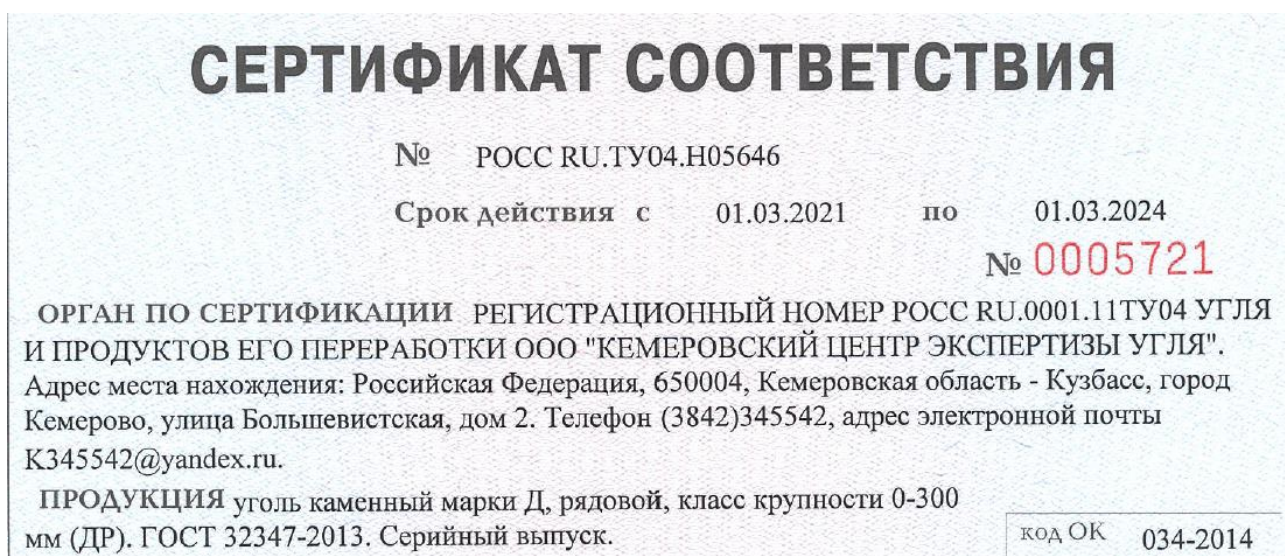 СЕРТИФИКАТ СООТВЕТСТВИЯ
№ РОСС RU.ТУ04.Н05646
Срок действия с 01.03.2021 по 01.03.2024
№ 0005721
ОРГАН ПО СЕРТИФИКАЦИИ РЕГИСТРАЦИОННЫЙ НОМЕР РОСС RU.0001.11ТУ04 УГЛЯ
И ПРОДУКТОВ ЕГО ПЕРЕРАБОТКИ ООО "КЕМЕРОВСКИЙ ЦЕНТР ЭКСПЕРТИЗЫ УГЛЯ".
Адрес места нахождения: Российская Федерация, 650004, Кемеровская область - Кузбасс, город
Кемерово, улица Большевистская, дом 2. Телефон (3842)345542, адрес электронной почты
K345542@yandex.ru.
ПРОДУКЦИЯ уголь каменный марки Д, рядовой, класс крупности 0-300
мм (ДР). ГОСТ 32347-2013. Серийный выпуск.
код ОК 034-2014